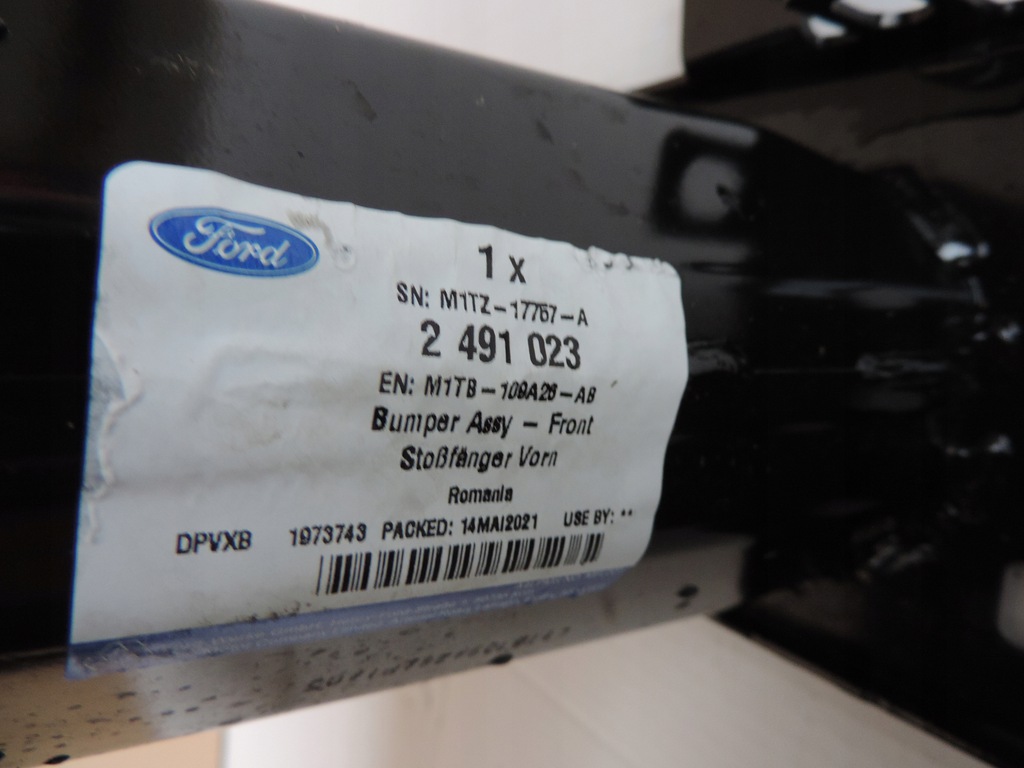 Ford
1 x
SN: M1TZ-17757-A
2 491 023
EN: M1TB-109A26-AB
Bumper Assy - Front
Stoßfänger Vorn
Romania
DPVXB 1973743 PACKED: 14MAI2021 USE BY: **